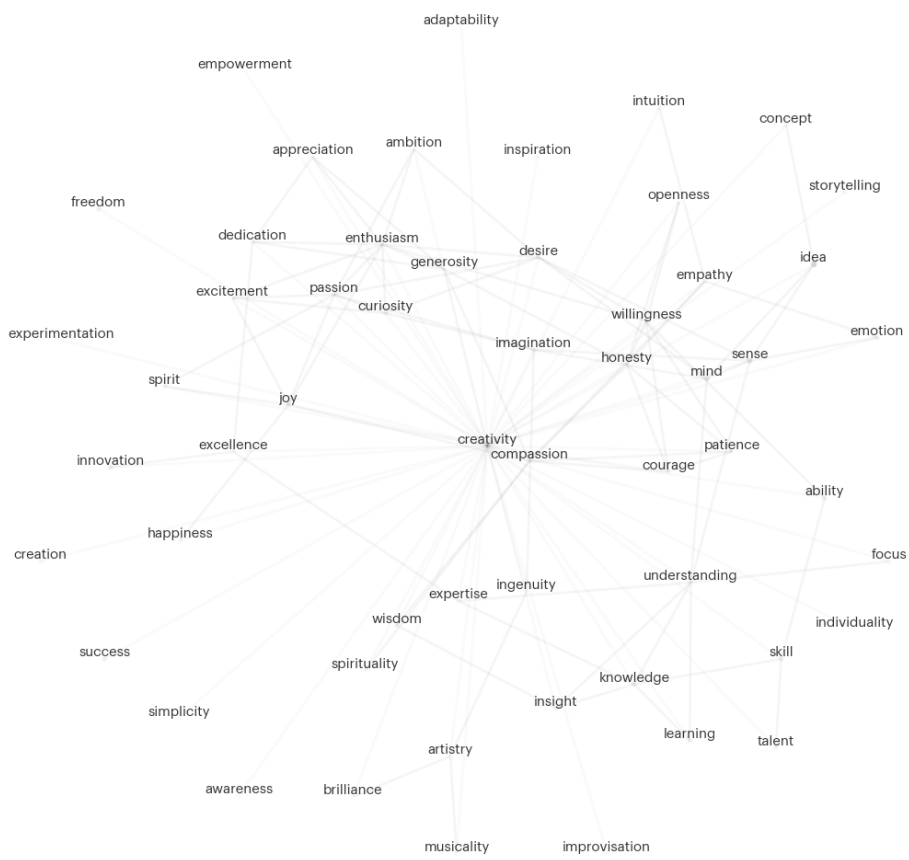 adaptability
empowerment
intuition
concept
ambition
appreciation
inspiration
storytelling
openness
freedom
dedication
enthusiasm
desire
idea
generosity
empathy
passion
excitement
curiosity
willingness
emotion
experimentation
imagination
sense
honesty
mind
spirit
joy
creativity
excellence
patience
compassion
innovation
courage
ability
happiness
creation
focus
understanding
ingenuity
expertise
wisdom
individuality
success
skill
spirituality
knowledge
insight
simplicity
learning
talent
artistry
awareness
brilliance
musicality
improvisation